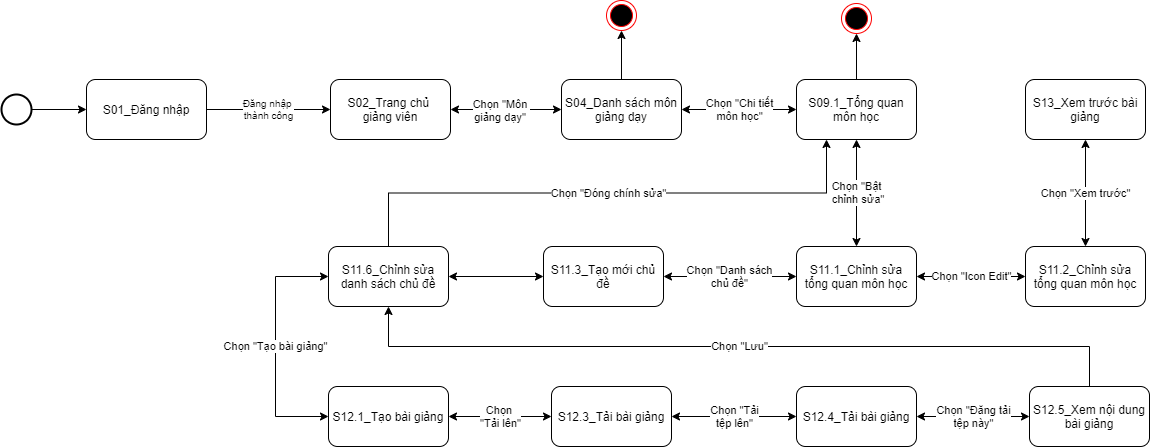 S01_Đăng nhập
Đăng nhập
thành công
S02_Trang chủ
giảng viên
Chọn "Môn
giảng dạy"
S04_Danh sách môn
giảng dạy
Chọn "Chi tiết
môn học"
S09.1_Tổng quan
môn học
S13_Xem trước bài
giảng
Chọn "Đóng chính sửa"
Chọn "Bật
chỉnh sửa"
Chọn "Xem trước"
S11.6_Chỉnh sửa
danh sách chủ đề
S11.3_Tạo mới chủ
đề
Chọn "Danh sách
chủ đề"
S11.1_Chỉnh sửa
tổng quan môn học
Chọn "Icon Edit"
S11.2_Chỉnh sửa
tổng quan môn học
Chọn "Tạo bài giảng"
Chọn "Lưu"
S12.1_Tạo bài giảng
Chọn
"Tải lên"
S12.3_Tải bài giảng
Chọn "Tải
tệp lên"
S12.4_Tải bài giảng
Chọn "Đăng tải
tệp này"
S12.5_Xem nội dung
bài giảng